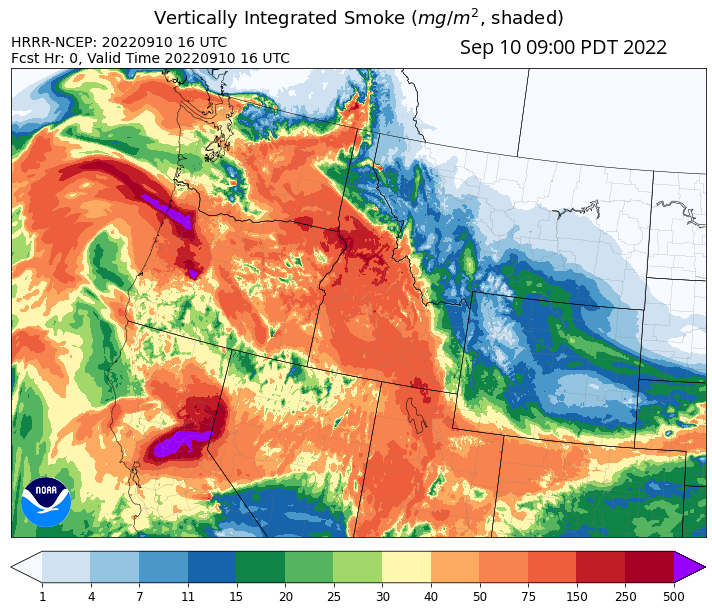 Vertically Integrated Smoke (mg/m², shaded)
HRRR-NCEP: 20220910 16 UTC
Sep 10 09:00 PDT 2022
Fcst Hr: 0, Valid Time 20220910 16 UTC
NOAA
1 4 7 11 15 20 25 30 40 50 75 150 250 500